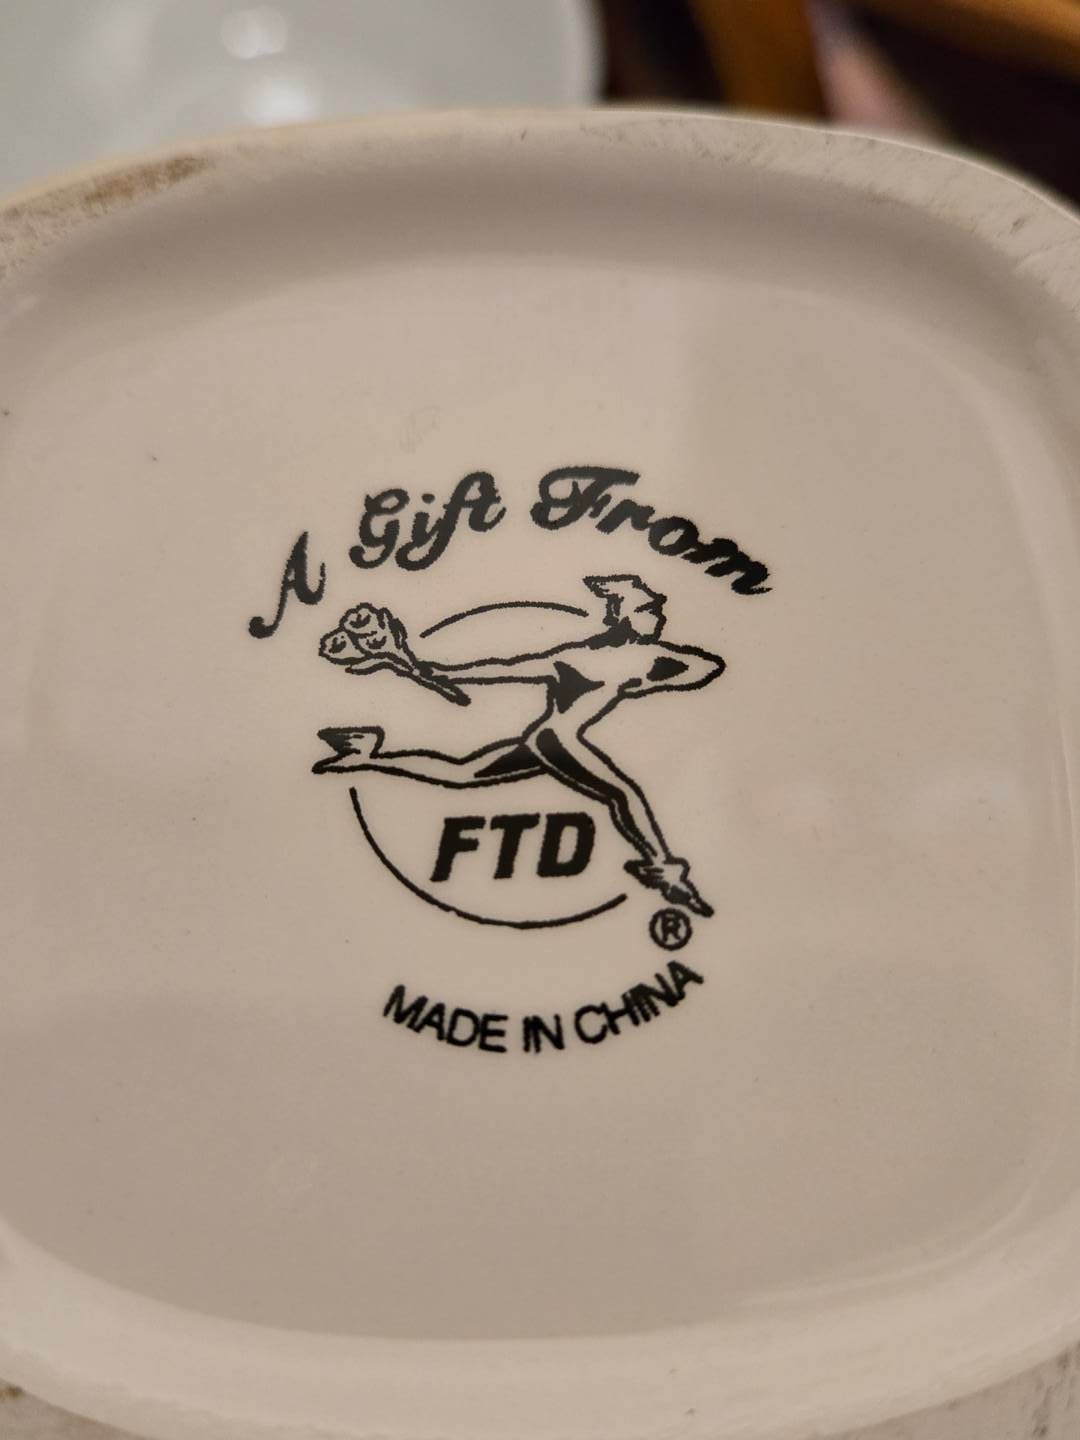 A Gift From
FTD
®
MADE IN CHINA